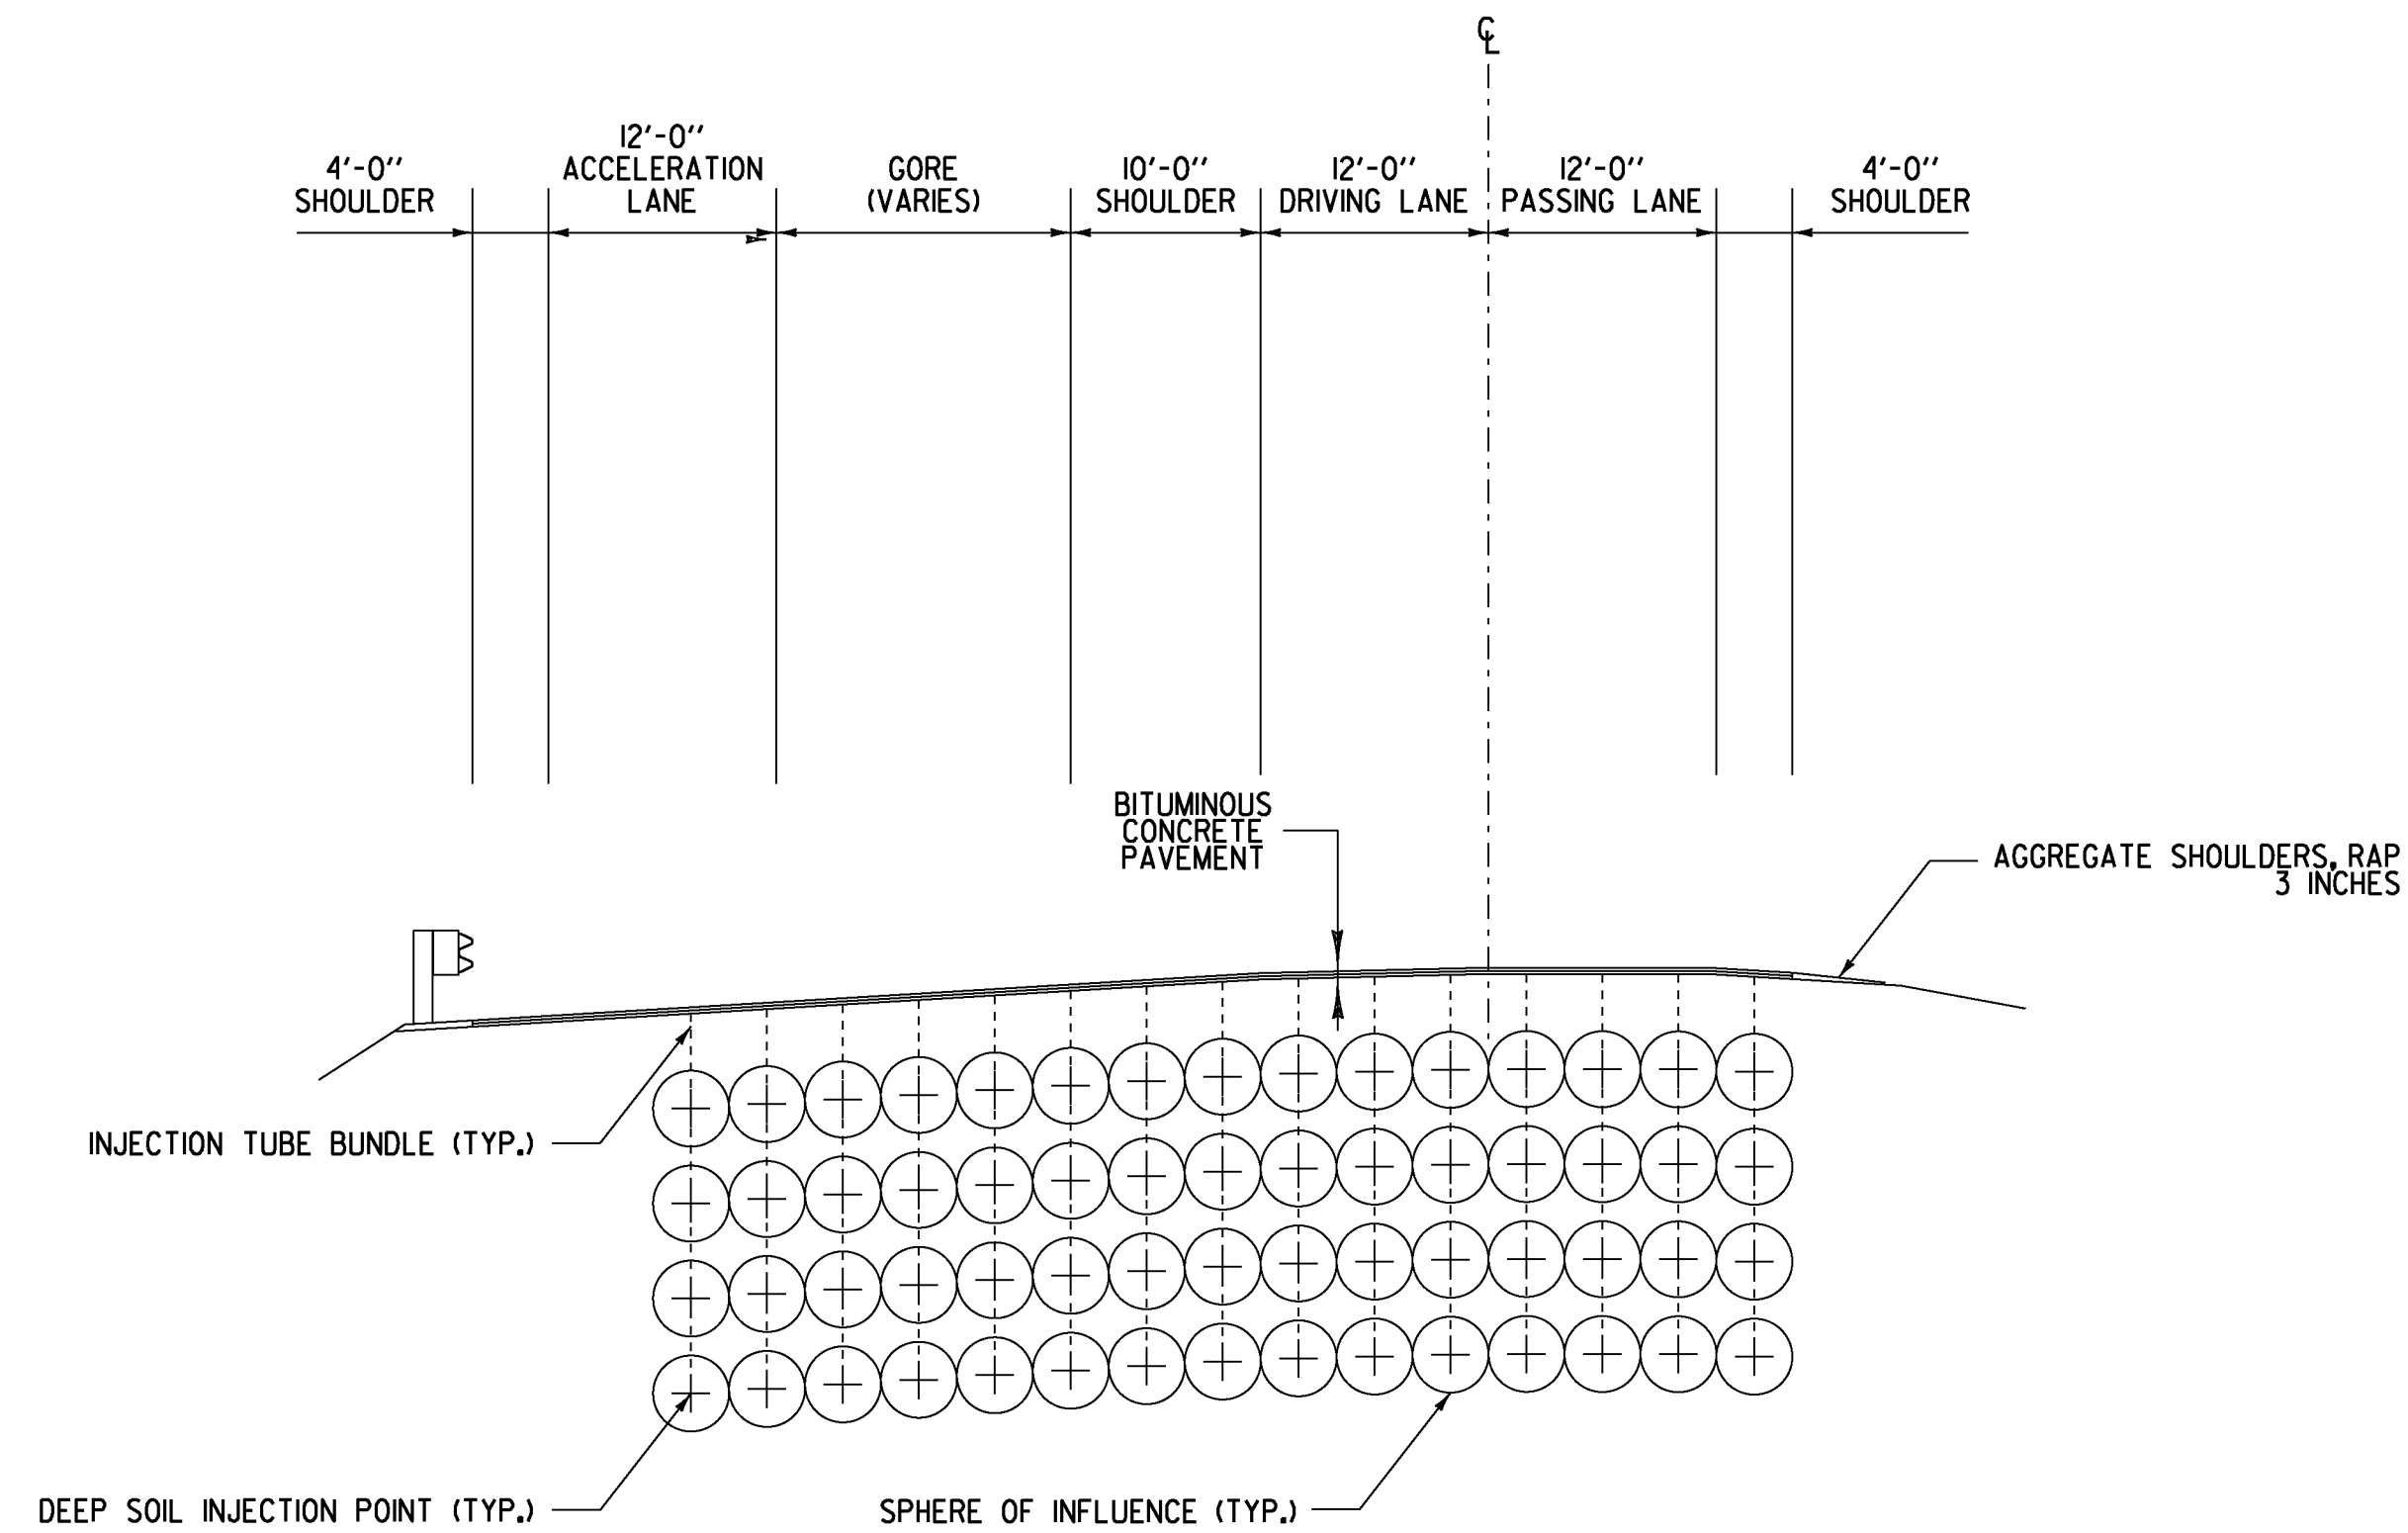 ℄
4'-0''
SHOULDER
12'-0''
ACCELERATION
LANE
GORE
(VARIES)
10'-0''
SHOULDER
12'-0''
DRIVING LANE
12'-0''
PASSING LANE
4'-0''
SHOULDER
BITUMINOUS
CONCRETE
PAVEMENT
AGGREGATE SHOULDERS, RAP
3 INCHES
INJECTION TUBE BUNDLE (TYP.)
DEEP SOIL INJECTION POINT (TYP.)
SPHERE OF INFLUENCE (TYP.)